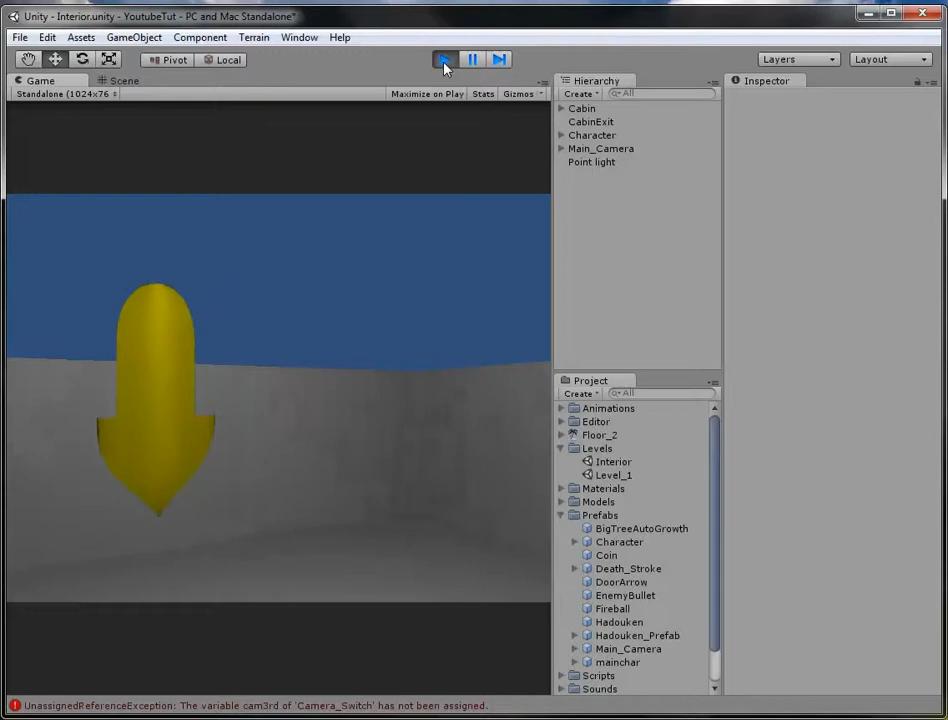 Unity - Interior.unity - YoutubeTut - PC and Mac Standalone*
File Edit Assets GameObject Component Terrain Window Help
Pivot Local Layers Layout
Game Scene
Standalone (1024x76 Maximize on Play Stats Gizmos
Hierarchy
Create All
Cabin
CabinExit
Character
Main_Camera
Point light
Inspector
Project
Create All
Animations
Editor
Floor_2
Levels
Interior
Level_1
Materials
Models
Prefabs
BigTreeAutoGrowth
Character
Coin
Death_Stroke
DoorArrow
EnemyBullet
Fireball
Hadouken
Hadouken_Prefab
Main_Camera
mainchar
Scripts
Sounds
UnassignedReferenceException: The variable cam3rd of 'Camera_Switch' has not been assigned.